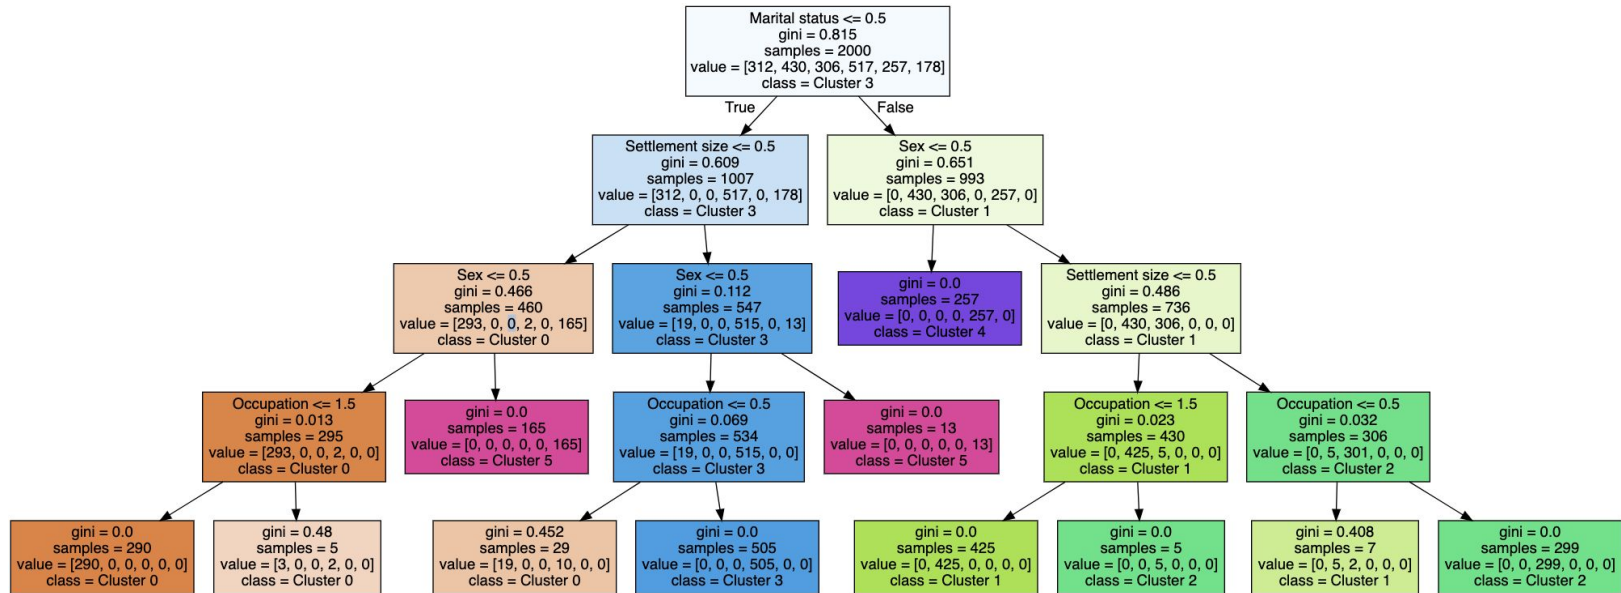 Marital status <= 0.5
gini = 0.815
samples = 2000
value = [312, 430, 306, 517, 257, 178]
class = Cluster 3
True
False
Settlement size <= 0.5
gini = 0.609
samples = 1007
value = [312, 0, 0, 517, 0, 178]
class = Cluster 3
Sex <= 0.5
gini = 0.651
samples = 993
value = [0, 430, 306, 0, 257, 0]
class = Cluster 1
Sex <= 0.5
gini = 0.466
samples = 460
value = [293, 0, 0, 2, 0, 165]
class = Cluster 0
Sex <= 0.5
gini = 0.112
samples = 547
value = [19, 0, 0, 515, 0, 13]
class = Cluster 3
gini = 0.0
samples = 257
value = [0, 0, 0, 0, 257, 0]
class = Cluster 4
Settlement size <= 0.5
gini = 0.486
samples = 736
value = [0, 430, 306, 0, 0, 0]
class = Cluster 1
Occupation <= 1.5
gini = 0.013
samples = 295
value = [293, 0, 0, 2, 0, 0]
class = Cluster 0
gini = 0.0
samples = 165
value = [0, 0, 0, 0, 0, 165]
class = Cluster 5
Occupation <= 0.5
gini = 0.069
samples = 534
value = [19, 0, 0, 515, 0, 0]
class = Cluster 3
gini = 0.0
samples = 13
value = [0, 0, 0, 0, 0, 13]
class = Cluster 5
Occupation <= 1.5
gini = 0.023
samples = 430
value = [0, 425, 5, 0, 0, 0]
class = Cluster 1
Occupation <= 0.5
gini = 0.032
samples = 306
value = [0, 5, 301, 0, 0, 0]
class = Cluster 2
gini = 0.0
samples = 290
value = [290, 0, 0, 0, 0, 0]
class = Cluster 0
gini = 0.48
samples = 5
value = [3, 0, 0, 2, 0, 0]
class = Cluster 0
gini = 0.452
samples = 29
value = [19, 0, 0, 10, 0, 0]
class = Cluster 0
gini = 0.0
samples = 505
value = [0, 0, 0, 505, 0, 0]
class = Cluster 3
gini = 0.0
samples = 425
value = [0, 425, 0, 0, 0, 0]
class = Cluster 1
gini = 0.0
samples = 5
value = [0, 0, 5, 0, 0, 0]
class = Cluster 2
gini = 0.408
samples = 7
value = [0, 5, 2, 0, 0, 0]
class = Cluster 1
gini = 0.0
samples = 299
value = [0, 0, 299, 0, 0, 0]
class = Cluster 2